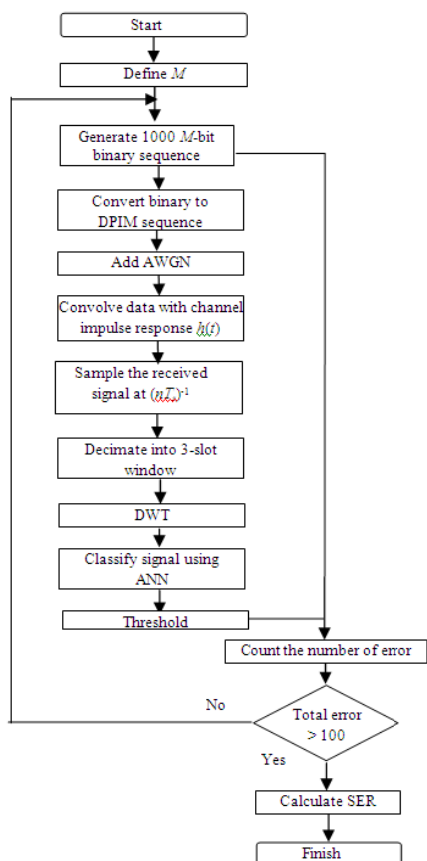 Start
Define M
Generate 1000 M-bit
binary sequence
Convert binary to
DPIM sequence
Add AWGN
Convolve data with channel
impulse response h(t)
Sample the received
signal at (nTs)-1
Decimate into 3-slot
window
DWT
Classify signal using
ANN
Threshold
Count the number of error
No
Total error
> 100
Yes
Calculate SER
Finish